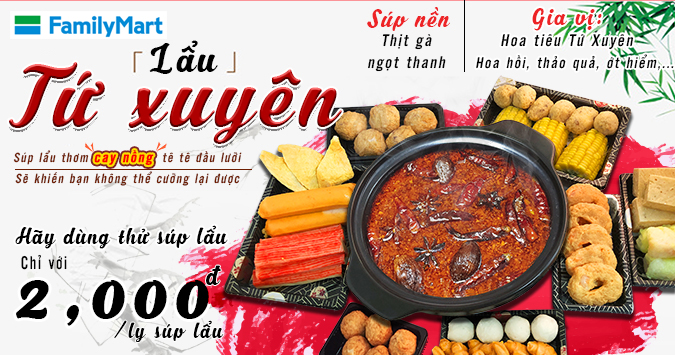 FamilyMart
「Lẩu」
Tứ xuyên
Súp lẩu thơm cay nồng tê tê đầu lưỡi
Sẽ khiến bạn không thể cưỡng lại được
Súp nền
Thịt gà
ngọt thanh
Gia vị:
Hoa tiêu Tứ Xuyên
Hoa hồi, thảo quả, ớt hiểm,...
Hãy dùng thử súp lẩu
Chỉ với
2,000đ
/ly súp lẩu